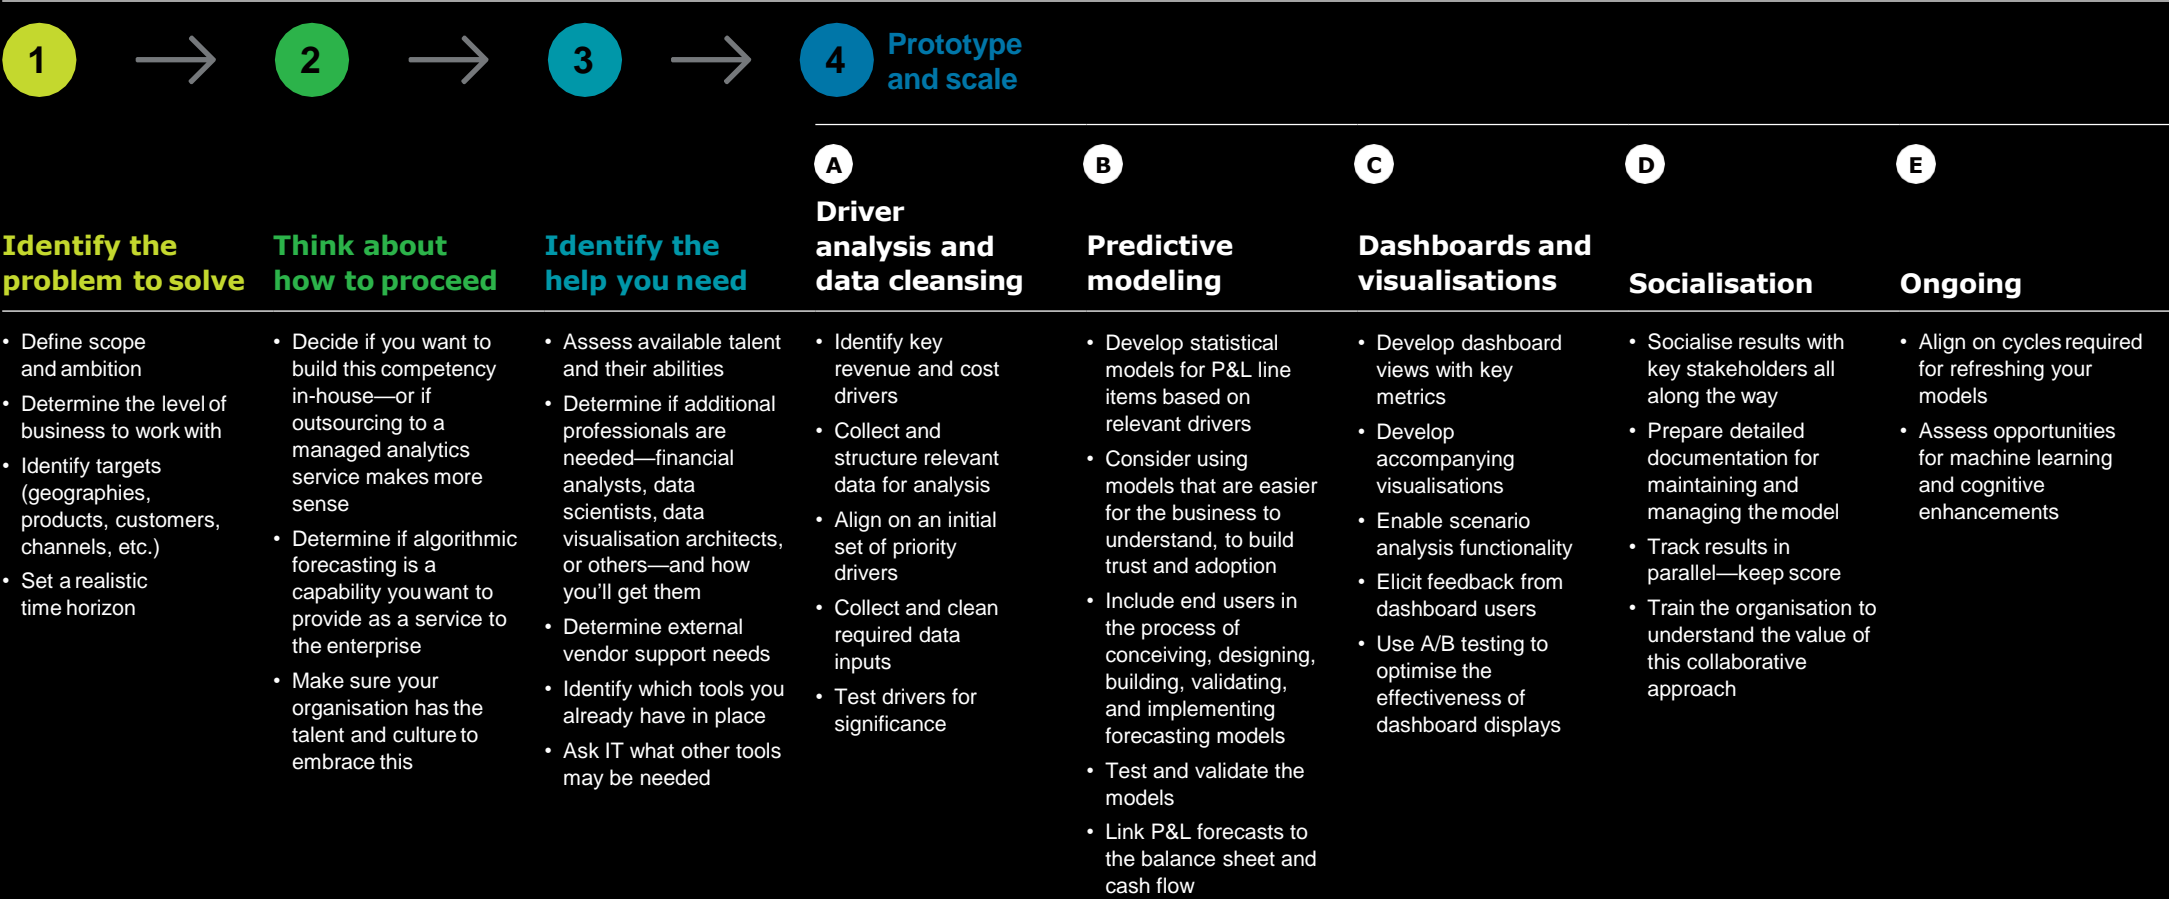 1
2
3
4
Prototype
and scale
Identify the
problem to solve
• Define scope
and ambition
• Determine the level of
business to work with
• Identify targets
(geographies,
products, customers,
channels, etc.)
• Set a realistic
time horizon
Think about
how to proceed
• Decide if you want to
build this competency
in-house—or if
outsourcing to a
managed analytics
service makes more
sense
• Determine if algorithmic
forecasting is a
capability you want to
provide as a service to
the enterprise
• Make sure your
organisation has the
talent and culture to
embrace this
Identify the
help you need
• Assess available talent
and their abilities
• Determine if additional
professionals are
needed—financial
analysts, data
scientists, data
visualisation architects,
or others—and how
you’ll get them
• Determine external
vendor support needs
• Identify which tools you
already have in place
• Ask IT what other tools
may be needed
A
Driver
analysis and
data cleansing
• Identify key
revenue and cost
drivers
• Collect and
structure relevant
data for analysis
• Align on an initial
set of priority
drivers
• Collect and clean
required data
inputs
• Test drivers for
significance
B
Predictive
modeling
• Develop statistical
models for P&L line
items based on
relevant drivers
• Consider using
models that are easier
for the business to
understand, to build
trust and adoption
• Include end users in
the process of
conceiving, designing,
building, validating,
and implementing
forecasting models
• Test and validate the
models
• Link P&L forecasts to
the balance sheet and
cash flow
C
Dashboards and
visualisations
• Develop dashboard
views with key
metrics
• Develop
accompanying
visualisations
• Enable scenario
analysis functionality
• Elicit feedback from
dashboard users
• Use A/B testing to
optimise the
effectiveness of
dashboard displays
D
Socialisation
• Socialise results with
key stakeholders all
along the way
• Prepare detailed
documentation for
maintaining and
managing the model
• Track results in
parallel—keep score
• Train the organisation to
understand the value of
this collaborative
approach
E
Ongoing
• Align on cycles required
for refreshing your
models
• Assess opportunities
for machine learning
and cognitive
enhancements